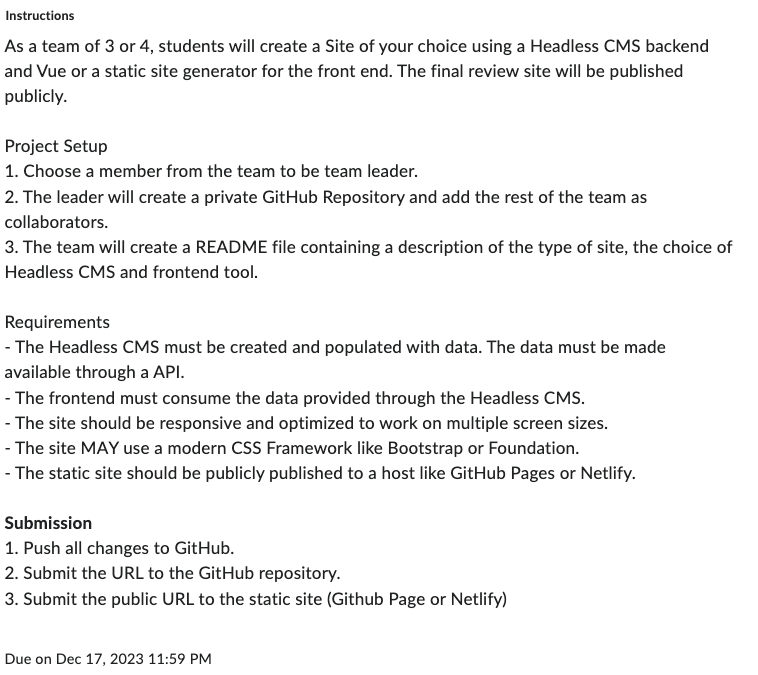 Instructions
As a team of 3 or 4, students will create a Site of your choice using a Headless CMS backend
and Vue or a static site generator for the front end. The final review site will be published
publicly.
Project Setup
1. Choose a member from the team to be team leader.
2. The leader will create a private GitHub Repository and add the rest of the team as
collaborators.
3. The team will create a README file containing a description of the type of site, the choice of
Headless CMS and frontend tool.
Requirements
- The Headless CMS must be created and populated with data. The data must be made
available through a API.
- The frontend must consume the data provided through the Headless CMS.
- The site should be responsive and optimized to work on multiple screen sizes.
- The site MAY use a modern CSS Framework like Bootstrap or Foundation.
- The static site should be publicly published to a host like GitHub Pages or Netlify.
Submission
1. Push all changes to GitHub.
2. Submit the URL to the GitHub repository.
3. Submit the public URL to the static site (Github Page or Netlify)
Due on Dec 17, 2023 11:59 PM